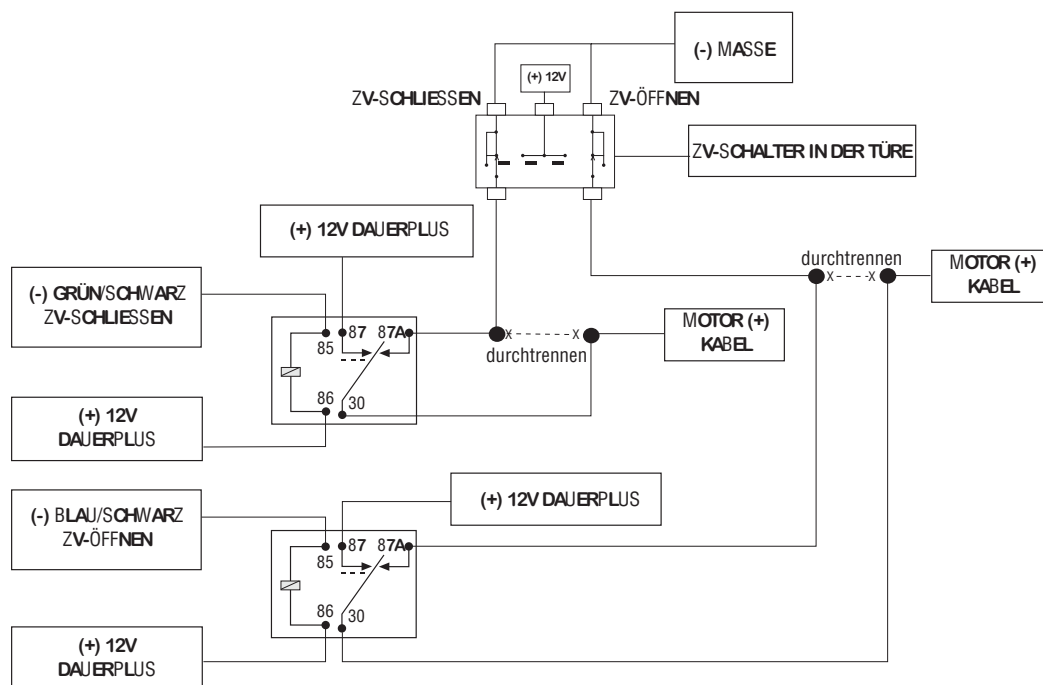 (-) MASSE
(+) 12V
ZV-SCHLIESSEN
ZV-ÖFFNEN
ZV-SCHALTER IN DER TÜRE
(+) 12V DAUERPLUS
durchtrennen
MOTOR (+)
KABEL
(-) GRÜN/SCHWARZ
ZV-SCHLIESSEN
87
87A
85
86
30
x
x
durchtrennen
MOTOR (+)
KABEL
x
x
(+) 12V
DAUERPLUS
(+) 12V DAUERPLUS
(-) BLAU/SCHWARZ
ZV-ÖFFNEN
87
87A
85
86
30
(+) 12V
DAUERPLUS